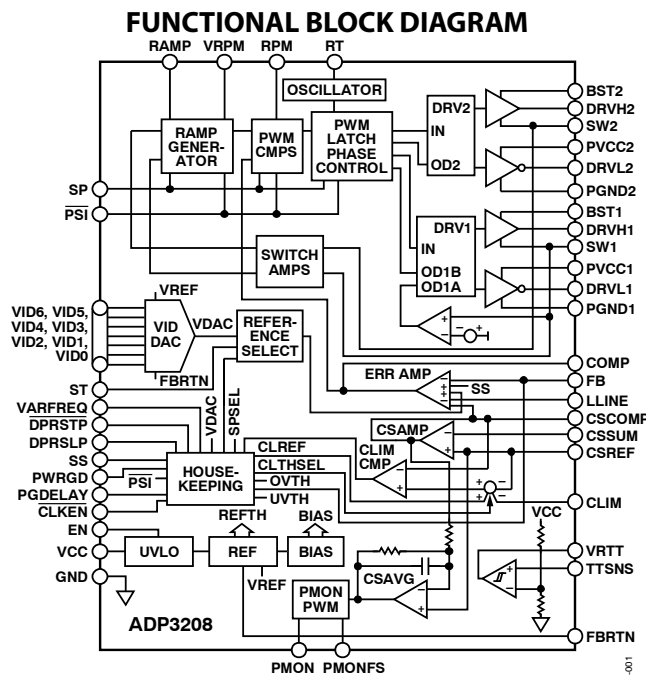 FUNCTIONAL BLOCK DIAGRAM
RAMP VRPM RPM RT
OSCILLATOR
RAMP
GENER-
ATOR
PWM
CMPS
PWM
LATCH
PHASE
CONTROL
DRV2
IN
OD2
BST2
DRVH2
SW2
PVCC2
DRVL2
PGND2
SP
PSI
DRV1
IN
OD1B
OD1A
BST1
DRVH1
SW1
PVCC1
DRVL1
PGND1
SWITCH
AMPS
+
–
–
+
VREF
VID6, VID5,
VID4, VID3,
VID2, VID1,
VID0
VID
DAC
VDAC
FBRTN
REFER-
ENCE
SELECT
ERR AMP
–
+
+
+
–
SS
COMP
FB
LLINE
CSCOMP
CSSUM
CSREF
CLIM
ST
VARFREQ
DPRSTP
DPRSLP
SS
PWRGD
PGDELAY
CLKEN
EN
VCC
GND
VDAC
SPSEL
HOUSE-
KEEPING
PSI
CLREF
CLTHSEL
OVTH
UVTH
CSAMP
–
+
CLIM
CMP
–
+
+
+
–
–
REFTH
BIAS
UVLO
REF
BIAS
VREF
CSAVG
–
+
PMON
PWM
VCC
+
–
VRTT
TTSNS
FBRTN
ADP3208
PMON PMONFS
-001